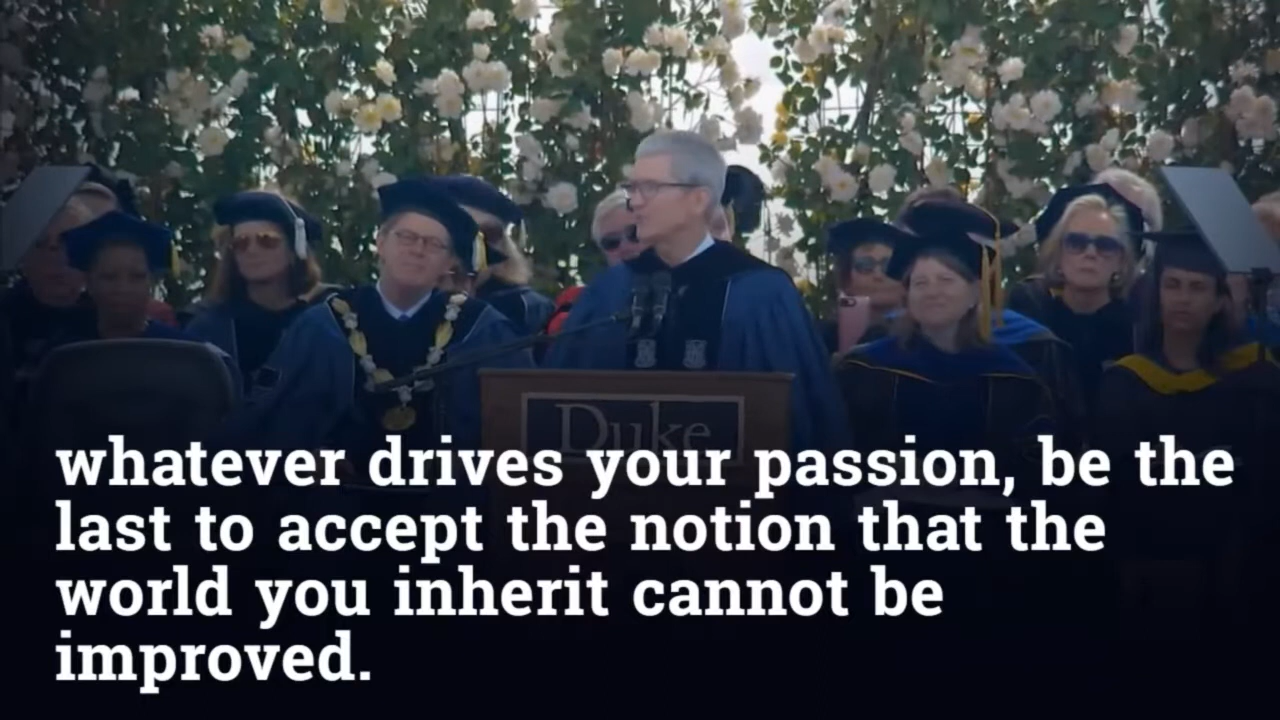 Duke
whatever drives your passion, be the
last to accept the notion that the
world you inherit cannot be
improved.